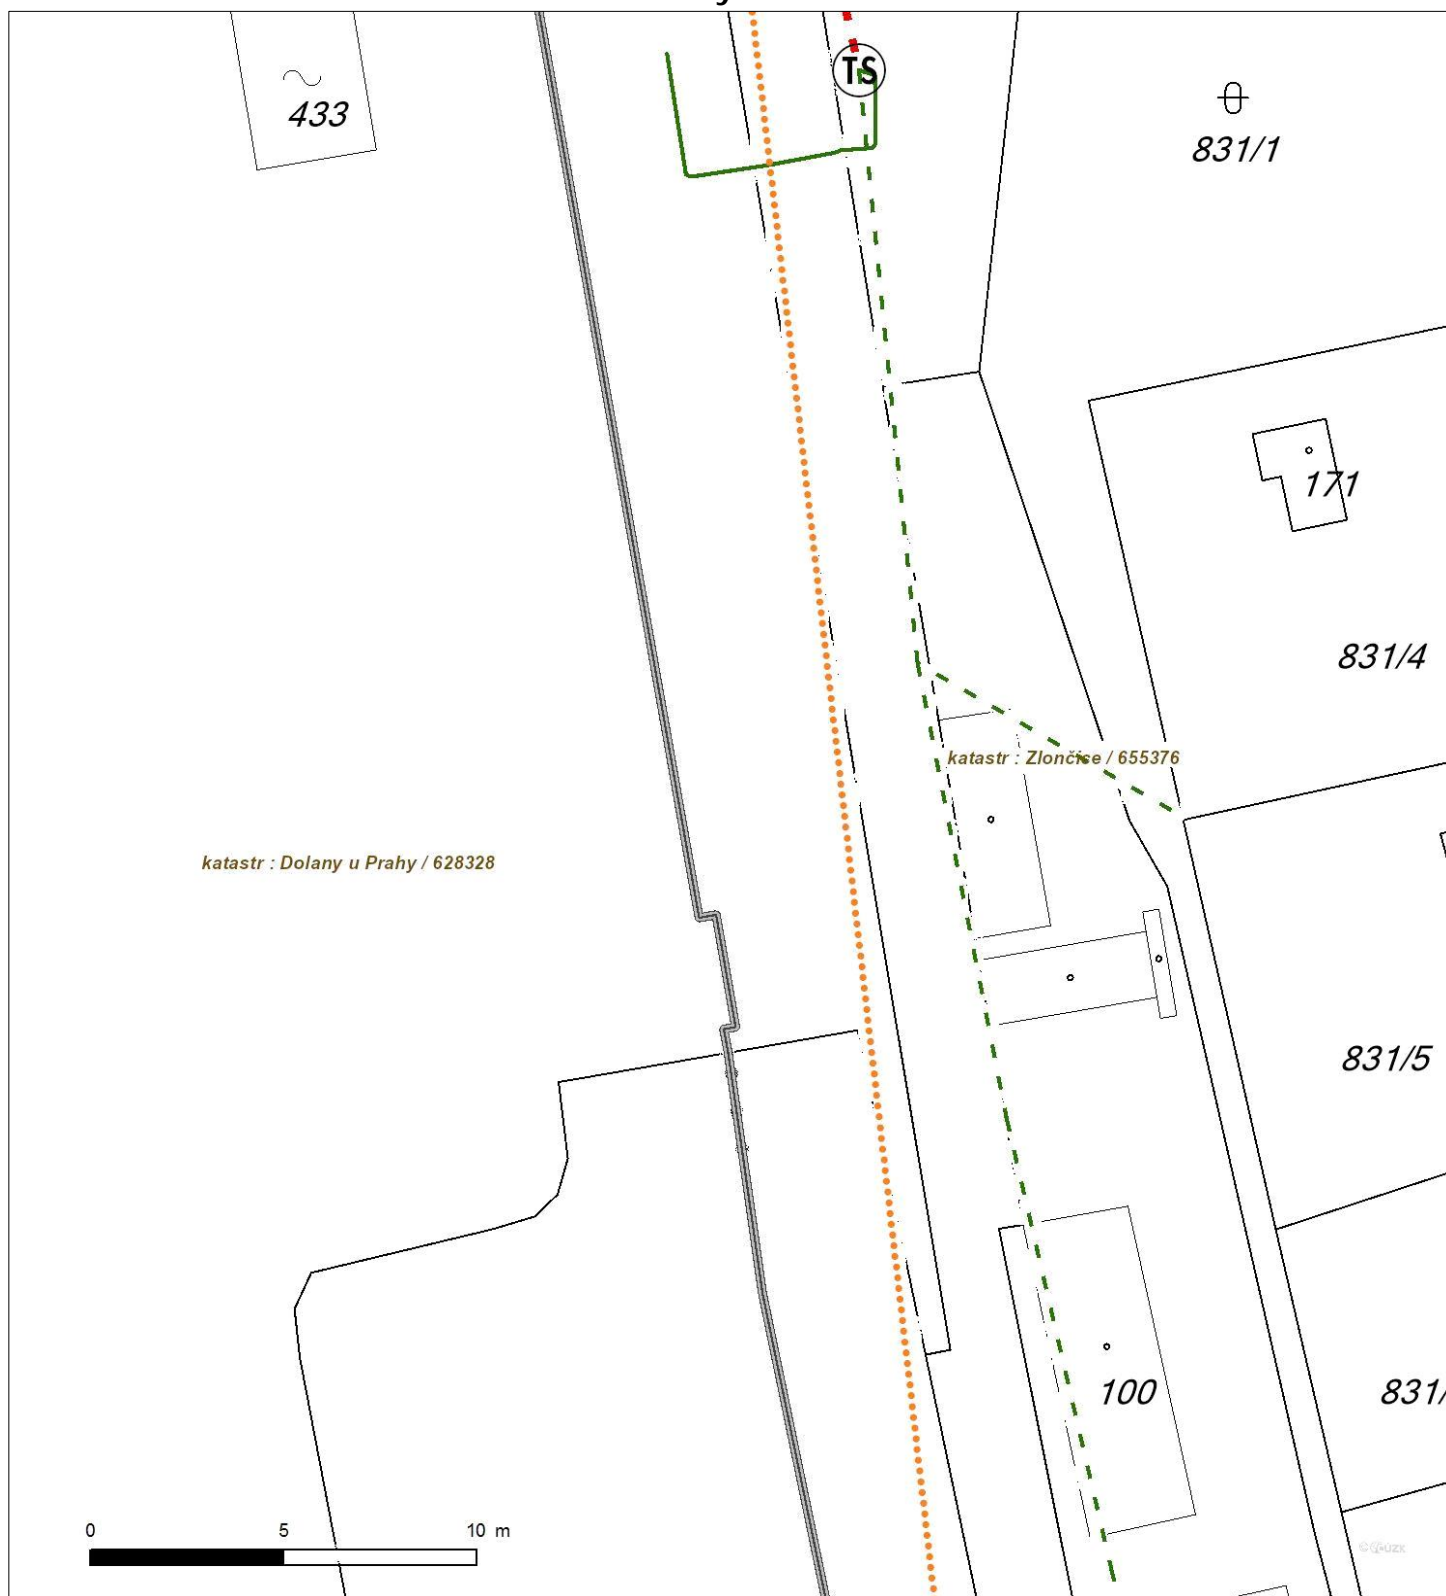 TS
433
831/1
171
831/4
katastr : Zlončice / 655376
katastr : Dolany u Prahy / 628328
831/5
100
831/
0 5 10 m